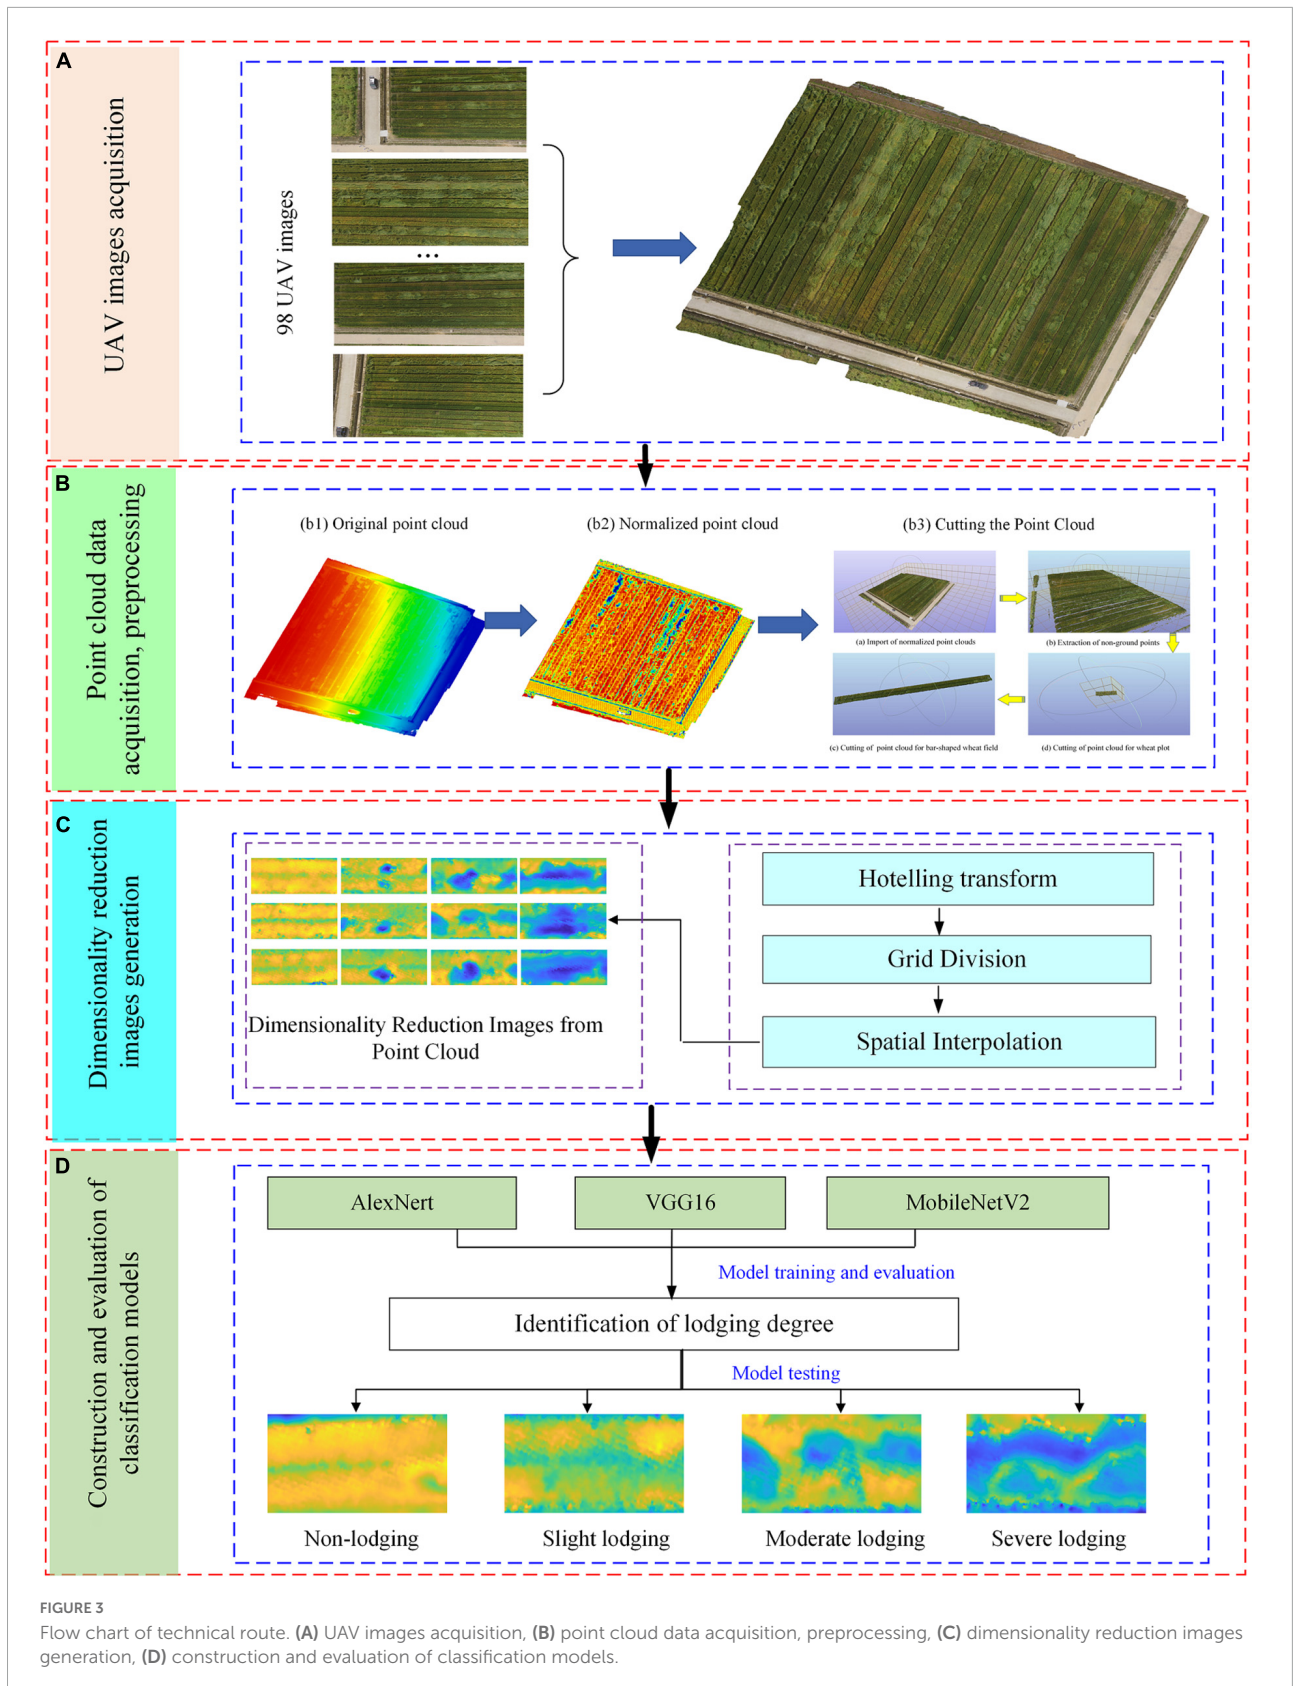 A
UAV images acquisition
98 UAV images
...
B
Point cloud data
acquisition, preprocessing
(b1) Original point cloud
(b2) Normalized point cloud
(b3) Cutting the Point Cloud
(a) Import of normalized point clouds
(b) Extraction of non-ground points
(c) Cutting of point cloud for bar-shaped wheat field
(d) Cutting of point cloud for wheat plot
C
Dimensionality reduction
images generation
Dimensionality Reduction Images from
Point Cloud
Hotelling transform
Grid Division
Spatial Interpolation
D
Construction and evaluation of
classification models
AlexNert
VGG16
MobileNetV2
Model training and evaluation
Identification of lodging degree
Model testing
Non-lodging
Slight lodging
Moderate lodging
Severe lodging
FIGURE 3
Flow chart of technical route. (A) UAV images acquisition, (B) point cloud data acquisition, preprocessing, (C) dimensionality reduction images
generation, (D) construction and evaluation of classification models.